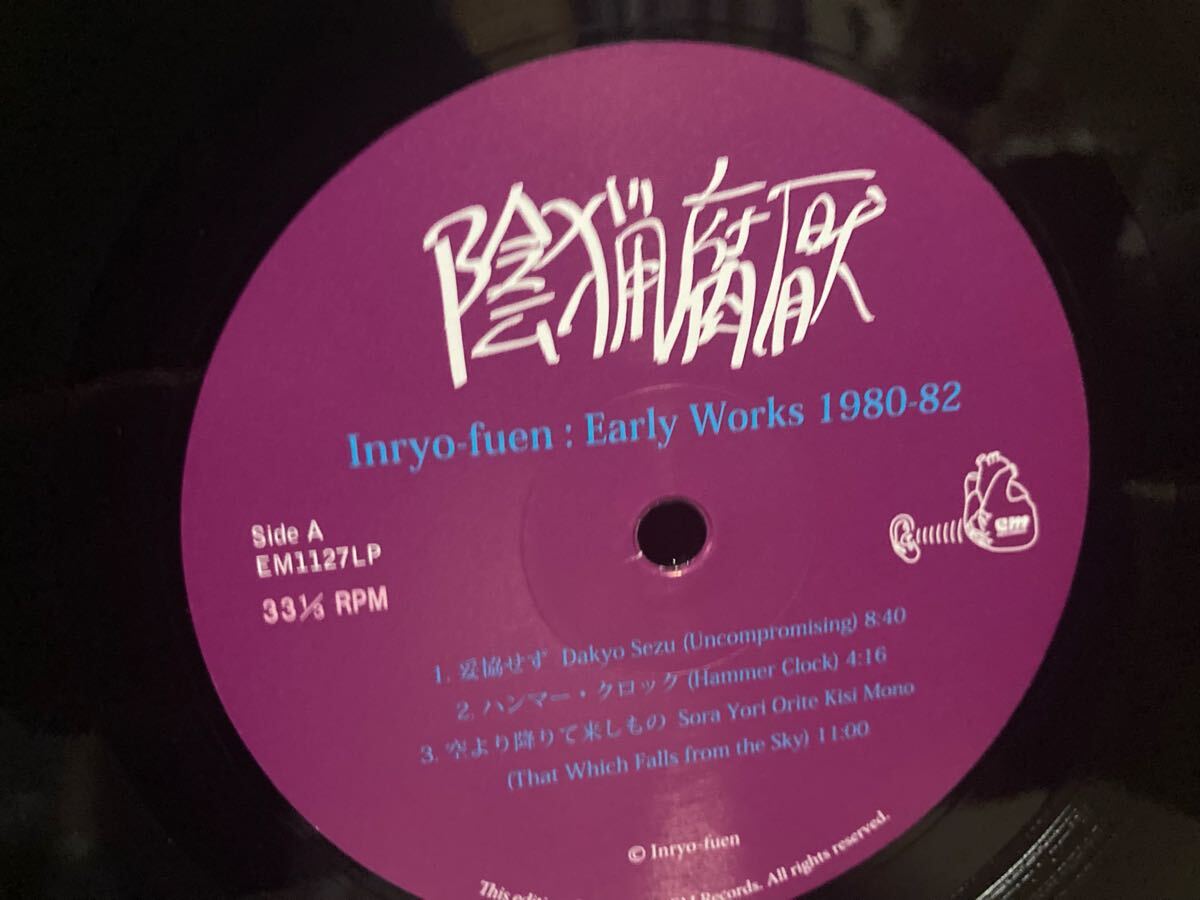 陰猟腐厭
Inryo-fuen : Early Works 1980-82
Side A
EM1127LP
33⅓ RPM
em
1. 妥協せず Dakyo Sezu (Uncompromising) 8:40
2. ハンマー・クロック (Hammer Clock) 4:16
3. 空より降りて来しもの Sora Yori Orite Kisi Mono
(That Which Falls from the Sky) 11:00
© Inryo-fuen
This Records. All rights reserved.